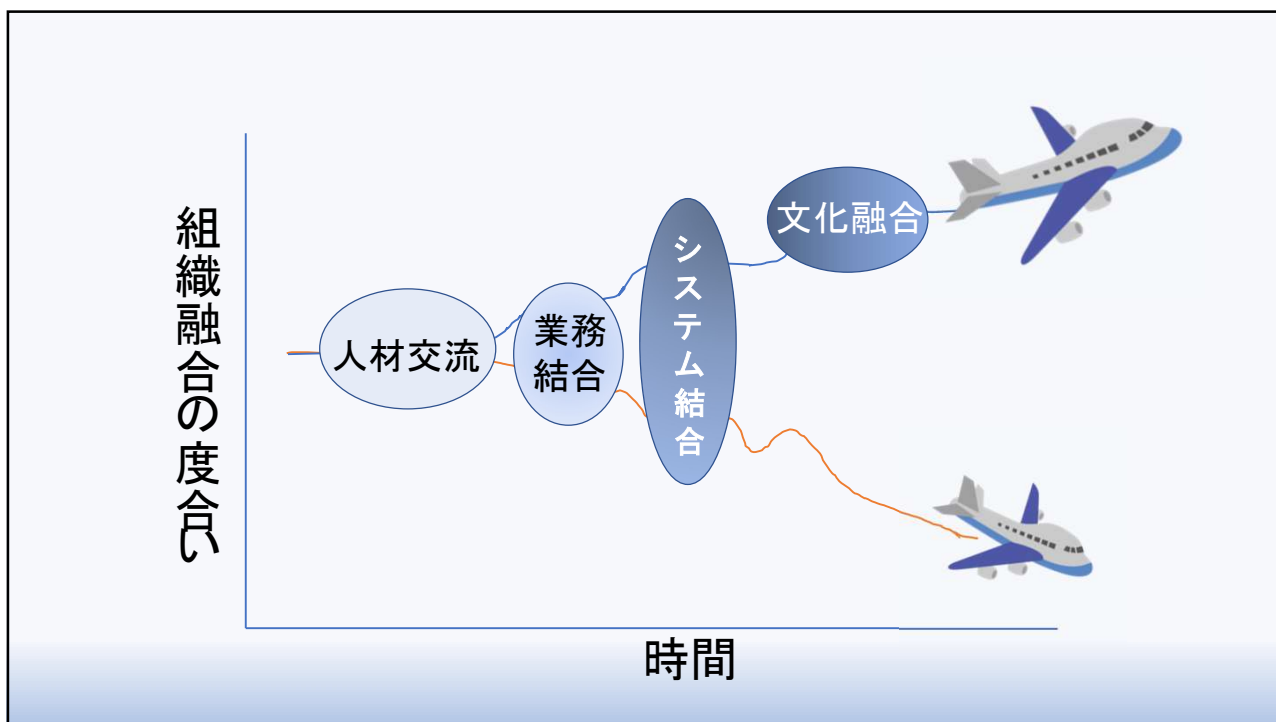 組織融合の度合い
人材交流
業務
結合
システム結合
文化融合
時間